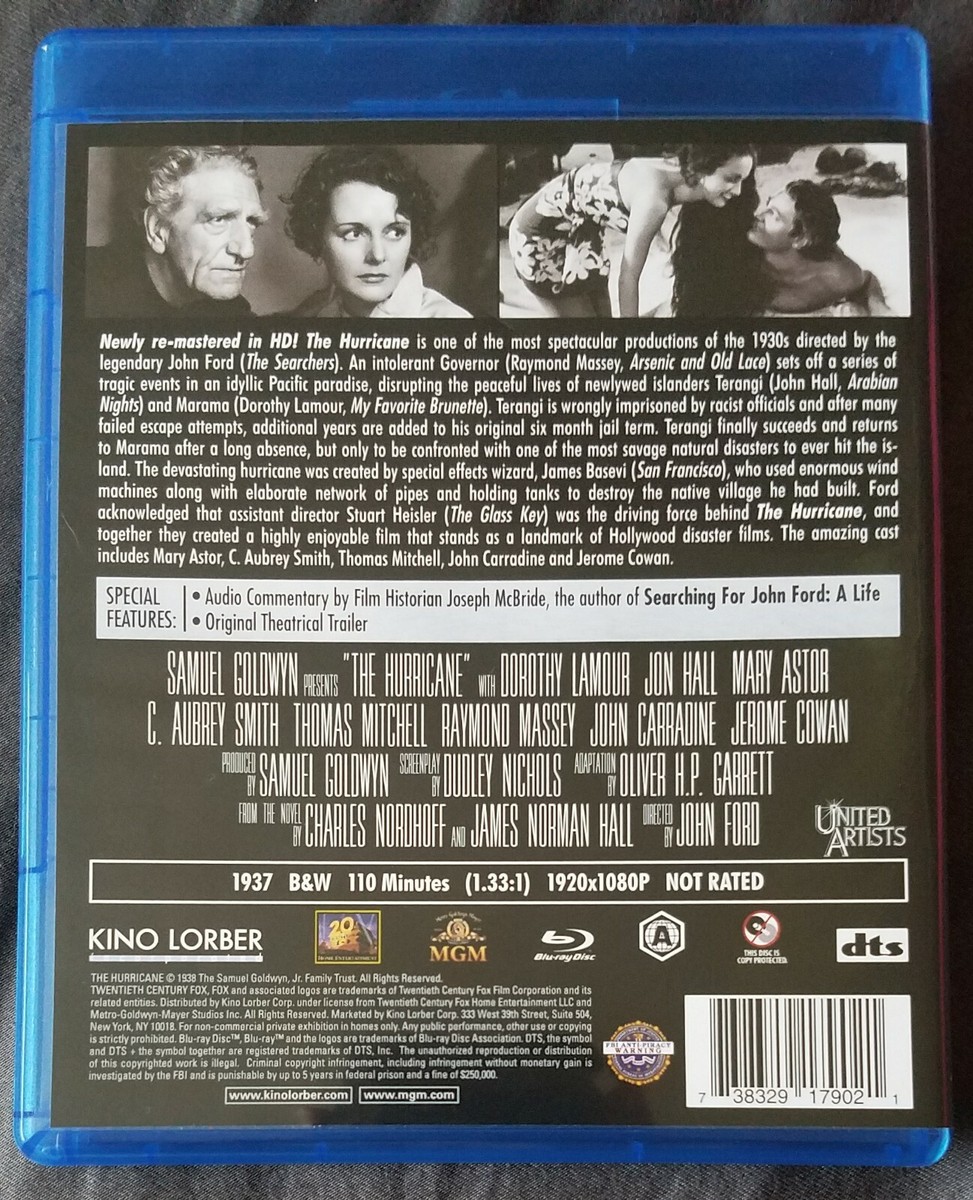 Newly re-mastered in HD! The Hurricane is one of the most spectacular productions of the 1930s directed by the
legendary John Ford (The Searchers). An intolerant Governor (Raymond Massey, Arsenic and Old Lace) sets off a series of
tragic events in an idyllic Pacific paradise, disrupting the peaceful lives of newlywed islanders Terangi (John Hall, Arabian
Nights) and Marama (Dorothy Lamour, My Favorite Brunette). Terangi is wrongly imprisoned by racist officials and after many
failed escape attempts, additional years are added to his original six month jail term. Terangi finally succeeds and returns
to Marama after a long absence, but only to be confronted with one of the most savage natural disasters to ever hit the is-
land. The devastating hurricane was created by special effects wizard, James Basevi (San Francisco), who used enormous wind
machines along with elaborate network of pipes and holding tanks to destroy the native village he had built. Ford
acknowledged that assistant director Stuart Heisler (The Glass Key) was the driving force behind The Hurricane, and
together they created a highly enjoyable film that stands as a landmark of Hollywood disaster films. The amazing cast
includes Mary Astor, C. Aubrey Smith, Thomas Mitchell, John Carradine and Jerome Cowan.
SPECIAL FEATURES:
• Audio Commentary by Film Historian Joseph McBride, the author of Searching For John Ford: A Life
• Original Theatrical Trailer
SAMUEL GOLDWYN PRESENTS "THE HURRICANE" WITH DOROTHY LAMOUR JON HALL MARY ASTOR
C. AUBREY SMITH THOMAS MITCHELL RAYMOND MASSEY JOHN CARRADINE JEROME COWAN
PRODUCED BY SAMUEL GOLDWYN SCREENPLAY BY DUDLEY NICHOLS ADAPTATION BY OLIVER H.P. GARRETT
FROM THE NOVEL BY CHARLES NORDHOFF AND JAMES NORMAN HALL DIRECTED BY JOHN FORD
UNITED ARTISTS
1937 B&W 110 Minutes (1.33:1) 1920x1080P NOT RATED
KINO LORBER
20 CENTURY FOX
HOME ENTERTAINMENT
MGM
Blu-ray Disc
A
THIS DISC IS
COPY PROTECTED
dts
THE HURRICANE © 1938 The Samuel Goldwyn, Jr. Family Trust. All Rights Reserved.
TWENTIETH CENTURY FOX, FOX and associated logos are trademarks of Twentieth Century Fox Film Corporation and its
related entities. Distributed by Kino Lorber Corp. under license from Twentieth Century Fox Home Entertainment LLC and
Metro-Goldwyn-Mayer Studios Inc. All Rights Reserved. Marketed by Kino Lorber Corp. 333 West 39th Street, Suite 504,
New York, NY 10018. For non-commercial private exhibition in homes only. Any public performance, other use or copying
is strictly prohibited. Blu-ray Disc™, Blu-ray™ and the logos are trademarks of Blu-ray Disc Association. DTS, the symbol
and DTS + the symbol together are registered trademarks of DTS, Inc. The unauthorized reproduction or distribution
of this copyrighted work is illegal. Criminal copyright infringement, including infringement without monetary gain is
investigated by the FBI and is punishable by up to 5 years in federal prison and a fine of $250,000.
www.kinolorber.com www.mgm.com
FBI ANTI-PIRACY
WARNING
7 38329 17902 1